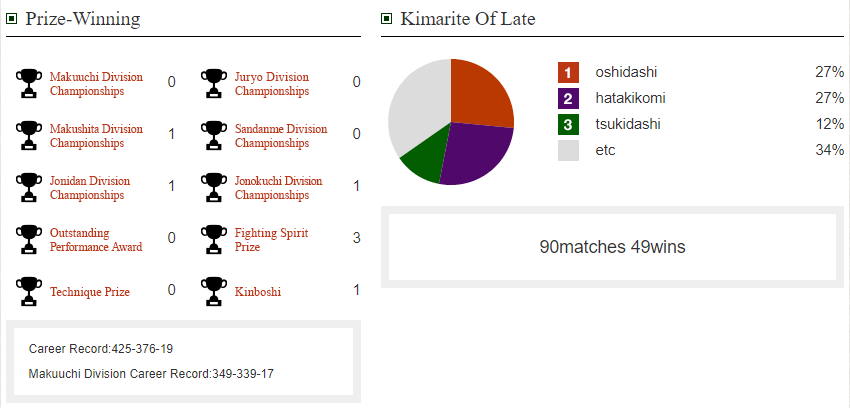 Prize-Winning
Makuuchi Division
Championships
0
Juryo Division
Championships
0
Makushita Division
Championships
1
Sandanme Division
Championships
0
Jonidan Division
Championships
1
Jonokuchi Division
Championships
1
Outstanding
Performance Award
0
Fighting Spirit
Prize
3
Technique Prize
0
Kinboshi
1
Career Record:425-376-19
Makuuchi Division Career Record:349-339-17
Kimarite Of Late
1 oshidashi 27%
2 hatakikomi 27%
3 tsukidashi 12%
etc 34%
90matches 49wins